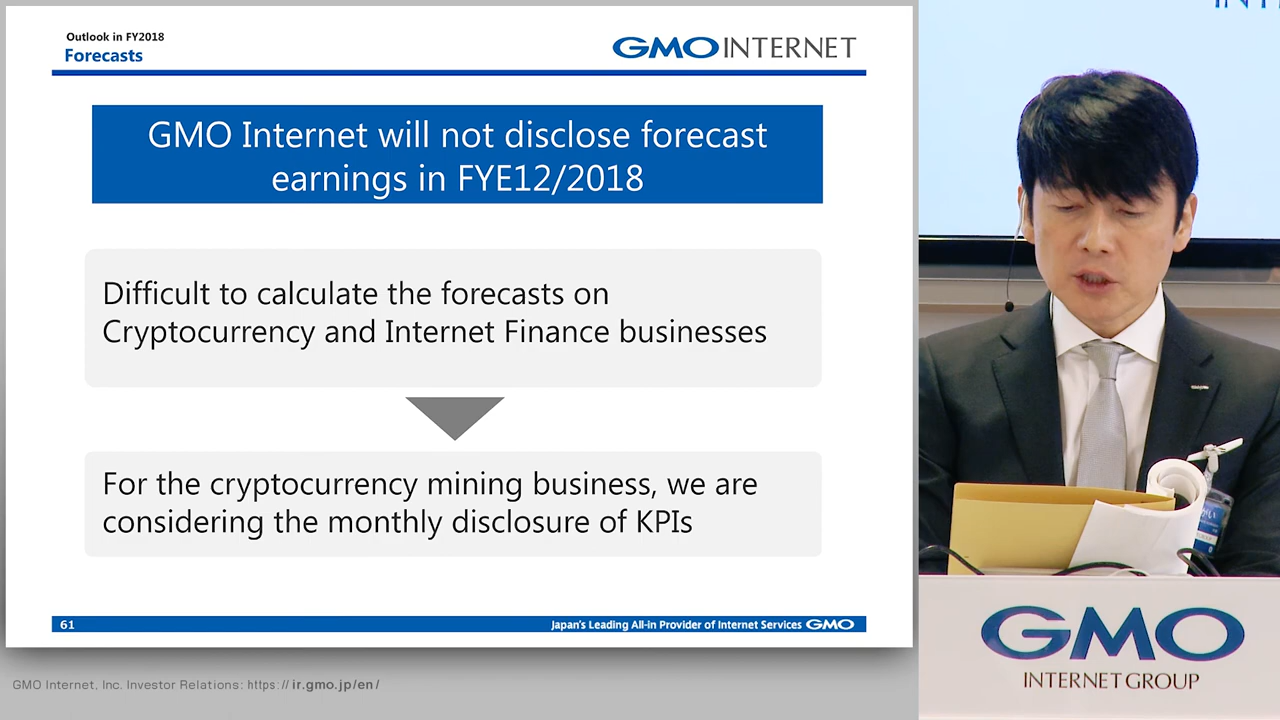 Outlook in FY2018
Forecasts
GMO INTERNET
GMO Internet will not disclose forecast
earnings in FYE12/2018
Difficult to calculate the forecasts on
Cryptocurrency and Internet Finance businesses
For the cryptocurrency mining business, we are
considering the monthly disclosure of KPIs
61
Japan's Leading All-in Provider of Internet Services GMO
GMO Internet, Inc. Investor Relations: https://ir.gmo.jp/en/
GMO
INTERNET GROUP